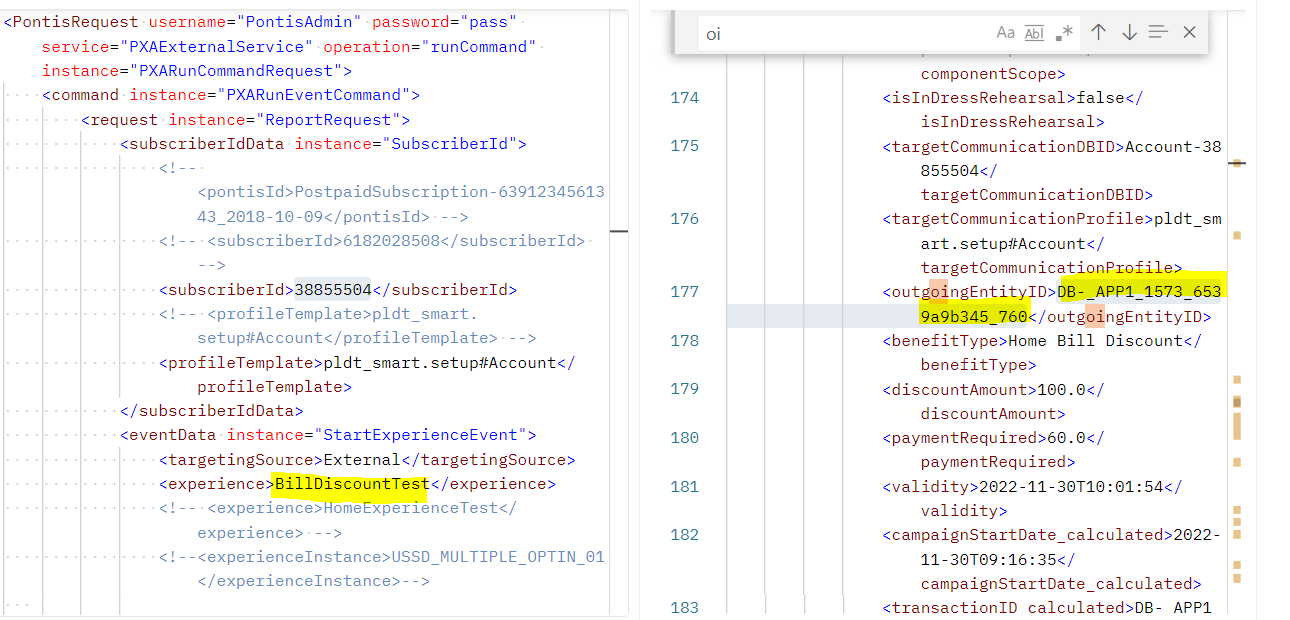 <PontisRequest username="PontisAdmin" password="pass"
service="PXAExternalService" operation="runCommand"
instance="PXARunCommandRequest">
<command instance="PXARunEventCommand">
<request instance="ReportRequest">
<subscriberIdData instance="SubscriberId">
<!--
<pontisId>PostpaidSubscription-63912345613
43_2018-10-09</pontisId> -->
<!-- <subscriberId>6182028508</subscriberId>
-->
<subscriberId>38855504</subscriberId>
<!-- <profileTemplate>pldt_smart.
setup#Account</profileTemplate> -->
<profileTemplate>pldt_smart.setup#Account</
profileTemplate>
</subscriberIdData>
<eventData instance="StartExperienceEvent">
<targetingSource>External</targetingSource>
<experience>BillDiscountTest</experience>
<!-- <experience>HomeExperienceTest</
experience> -->
<!--<experienceInstance>USSD_MULTIPLE_OPTIN_01
</experienceInstance>-->
oi
Aa Abl .*
componentScope>
174 <isInDressRehearsal>false</
isInDressRehearsal>
175 <targetCommunicationDBID>Account-38
855504</
targetCommunicationDBID>
176 <targetCommunicationProfile>pldt_sm
art.setup#Account</
targetCommunicationProfile>
177 <outgoingEntityID>DB-_APP1_1573_653
9a9b345_760</outgoingEntityID>
178 <benefitType>Home Bill Discount</
benefitType>
179 <discountAmount>100.0</
discountAmount>
180 <paymentRequired>60.0</
paymentRequired>
181 <validity>2022-11-30T10:01:54</
validity>
182 <campaignStartDate_calculated>2022-
11-30T09:16:35</
campaignStartDate_calculated>
183 <transactionID_calculated>DB-_APP1